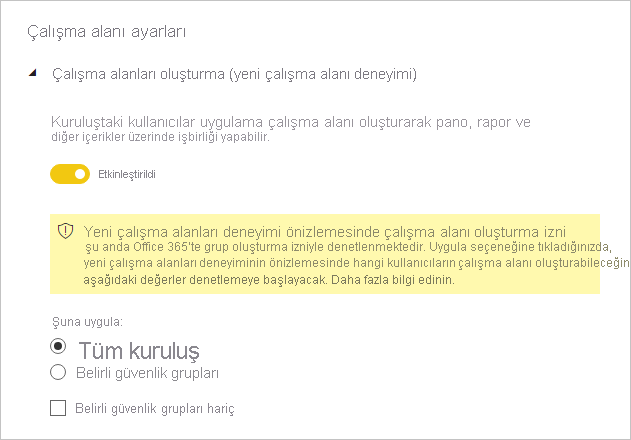 Çalışma alanı ayarları
Çalışma alanları oluşturma (yeni çalışma alanı deneyimi)
Kuruluştaki kullanıcılar uygulama çalışma alanı oluşturarak pano, rapor ve
diğer içerikler üzerinde işbirliği yapabilir.
Etkinleştirildi
Yeni çalışma alanları deneyimi önizlemesinde çalışma alanı oluşturma izni
şu anda Office 365'te grup oluşturma izniyle denetlenmektedir. Uygula seçeneğine tıkladığınızda,
yeni çalışma alanları deneyiminin önizlemesinde hangi kullanıcıların çalışma alanı oluşturabileceğin
aşağıdaki değerler denetlemeye başlayacak. Daha fazla bilgi edinin.
Şuna uygula:
Tüm kuruluş
Belirli güvenlik grupları
Belirli güvenlik grupları hariç